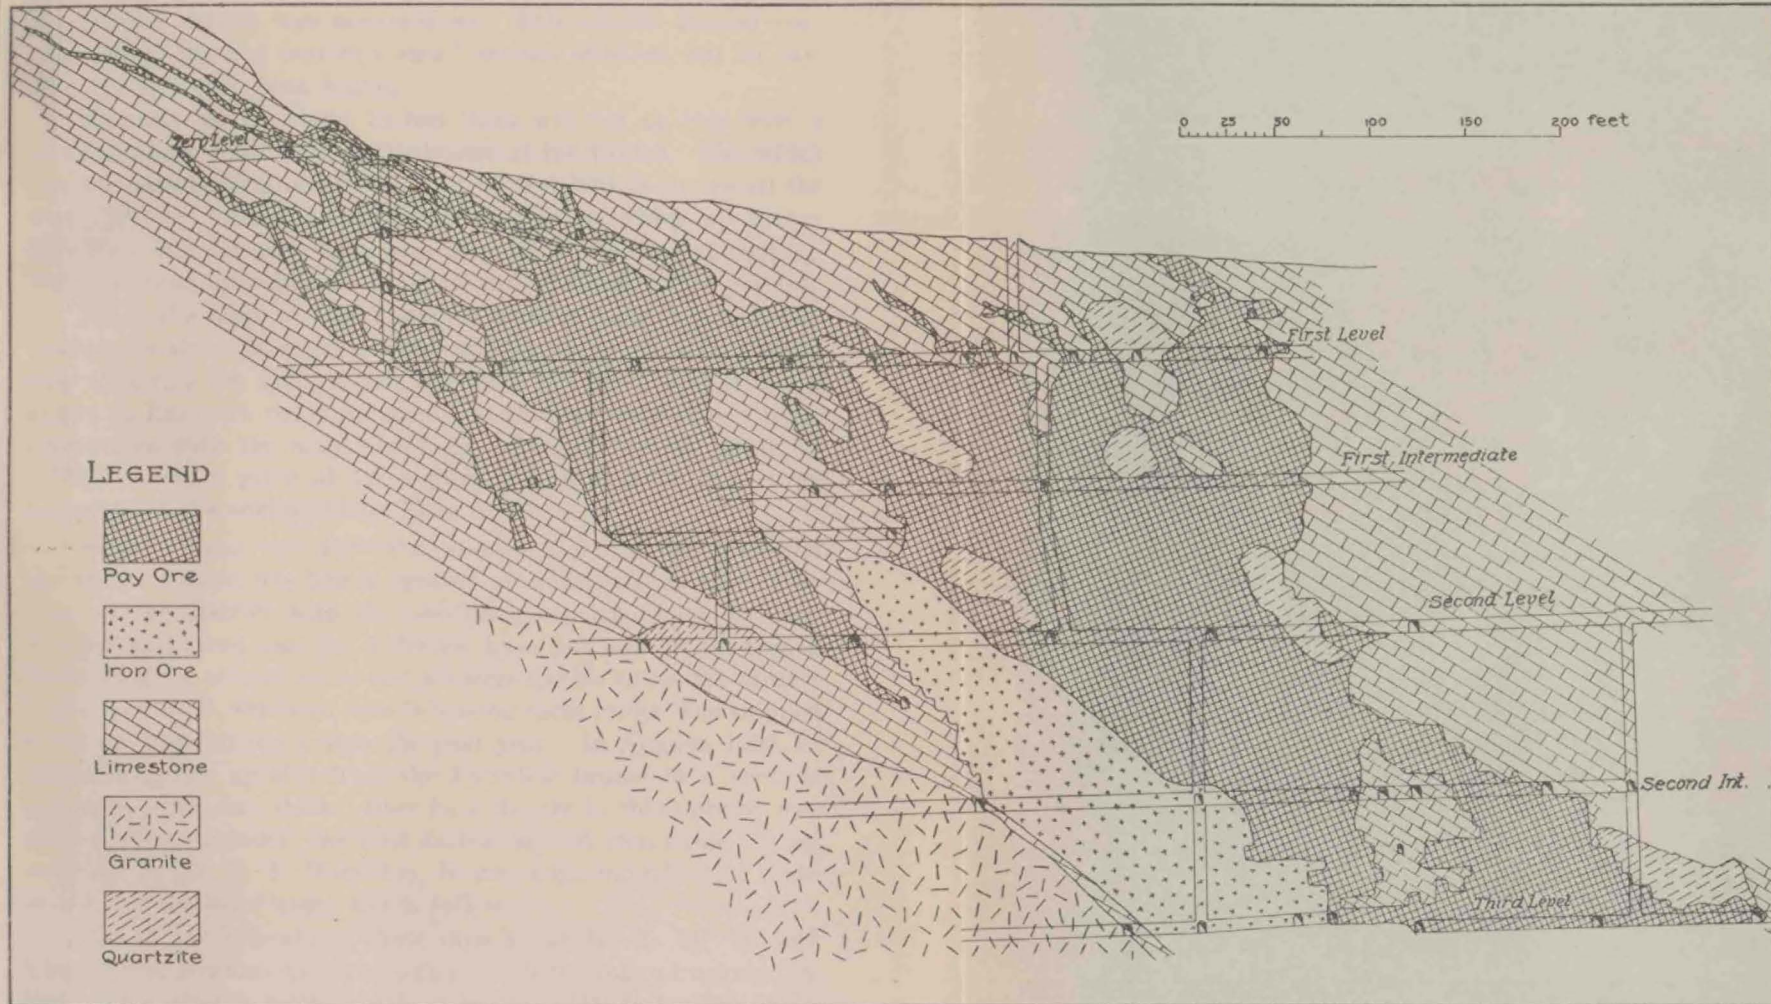 0 25 50 100 150 200 feet
Zero Level
First Level
First, Intermediate
LEGEND
Pay Ore
Iron Ore
Limestone
Granite
Quartzite
Second Level
Second Int.
Third Level